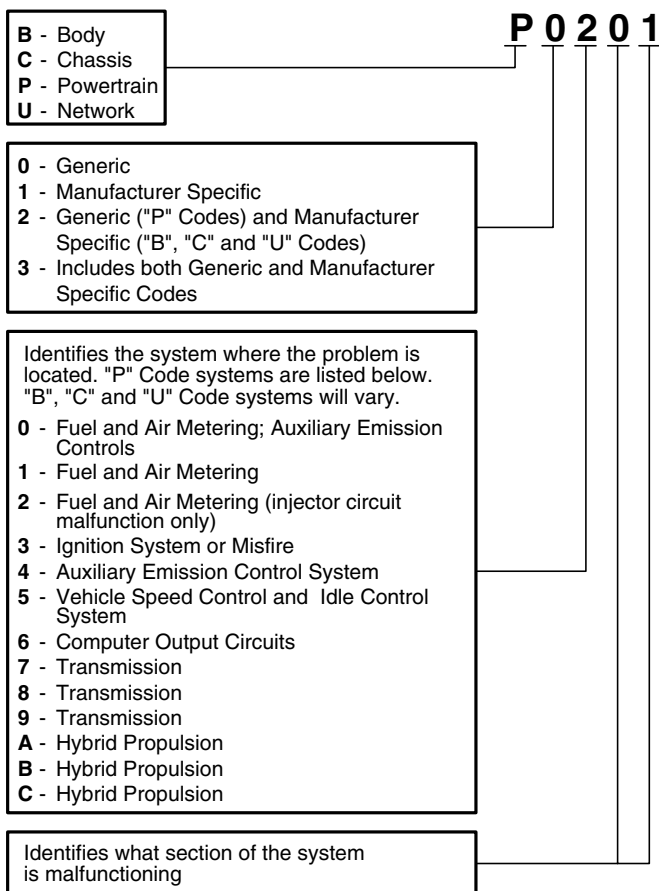 P 0 2 0 1
B - Body
C - Chassis
P - Powertrain
U - Network
0 - Generic
1 - Manufacturer Specific
2 - Generic ("P" Codes) and Manufacturer
Specific ("B", "C" and "U" Codes)
3 - Includes both Generic and Manufacturer
Specific Codes
Identifies the system where the problem is
located. "P" Code systems are listed below.
"B", "C" and "U" Code systems will vary.
0 - Fuel and Air Metering; Auxiliary Emission
Controls
1 - Fuel and Air Metering
2 - Fuel and Air Metering (injector circuit
malfunction only)
3 - Ignition System or Misfire
4 - Auxiliary Emission Control System
5 - Vehicle Speed Control and Idle Control
System
6 - Computer Output Circuits
7 - Transmission
8 - Transmission
9 - Transmission
A - Hybrid Propulsion
B - Hybrid Propulsion
C - Hybrid Propulsion
Identifies what section of the system
is malfunctioning